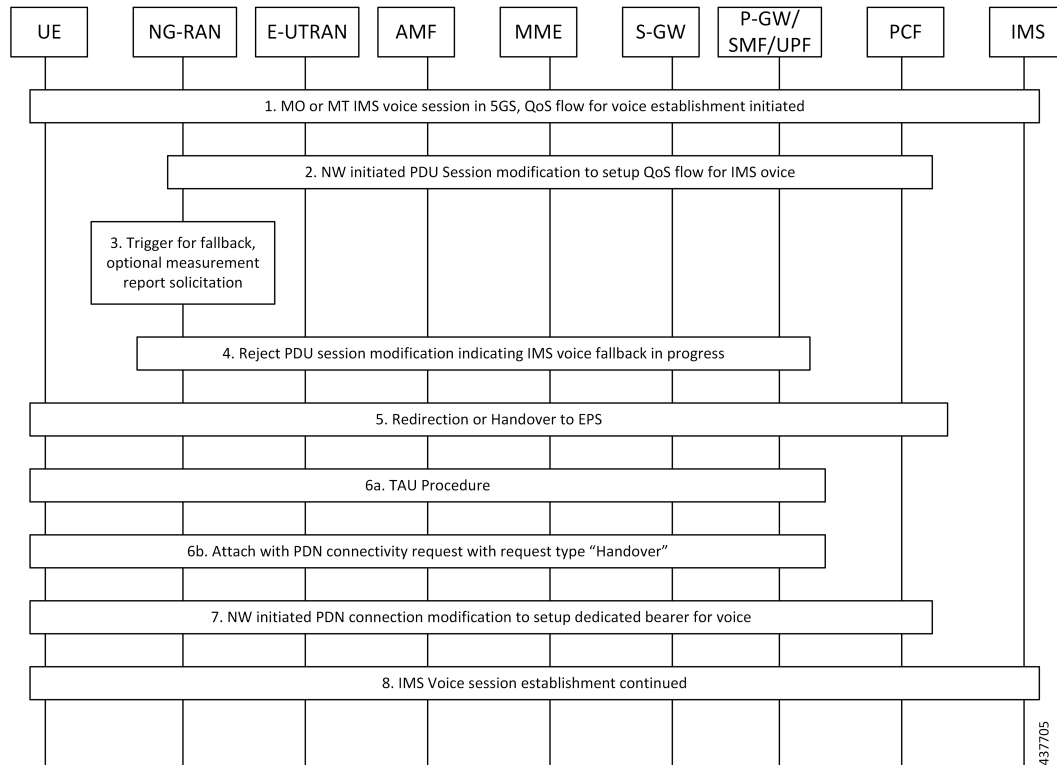 UE
NG-RAN
E-UTRAN
AMF
MME
S-GW
P-GW/
SMF/UPF
PCF
IMS
1. MO or MT IMS voice session in 5GS, QoS flow for voice establishment initiated
2. NW initiated PDU Session modification to setup QoS flow for IMS ovice
3. Trigger for fallback,
optional measurement
report solicitation
4. Reject PDU session modification indicating IMS voice fallback in progress
5. Redirection or Handover to EPS
6a. TAU Procedure
6b. Attach with PDN connectivity request with request type “Handover”
7. NW initiated PDN connection modification to setup dedicated bearer for voice
8. IMS Voice session establishment continued
437705